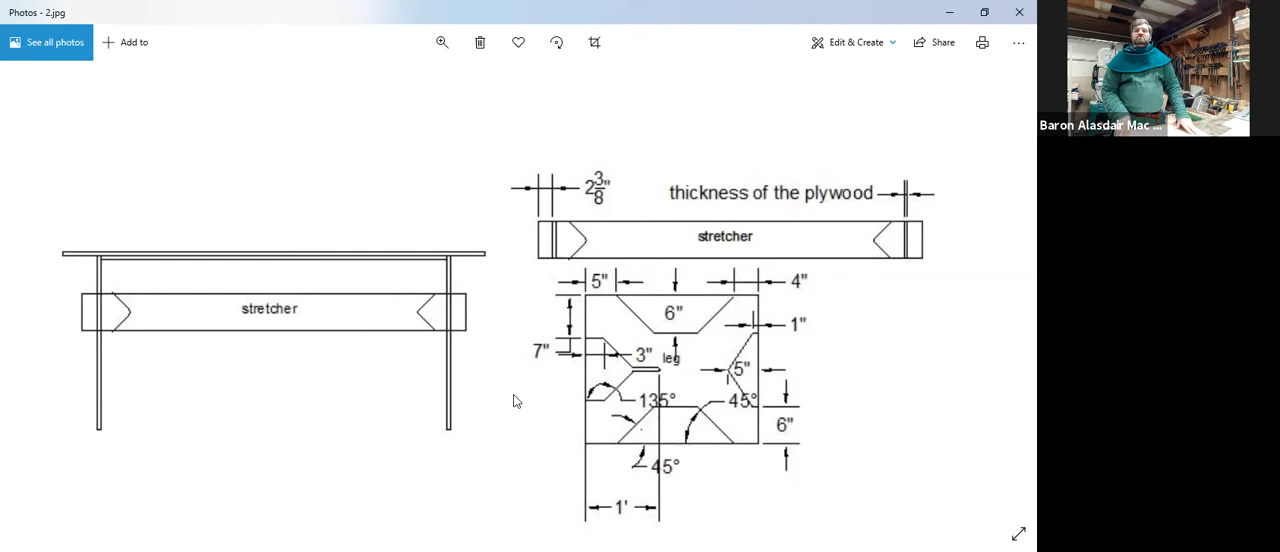 Photos - 2.jpg
See all photos
Add to
Edit & Create
Share
Baron Alasdair Mac ...
2 3/8"
thickness of the plywood
stretcher
stretcher
5"
4"
6"
1"
7"
3"
leg
5"
135°
45°
6"
45°
1'